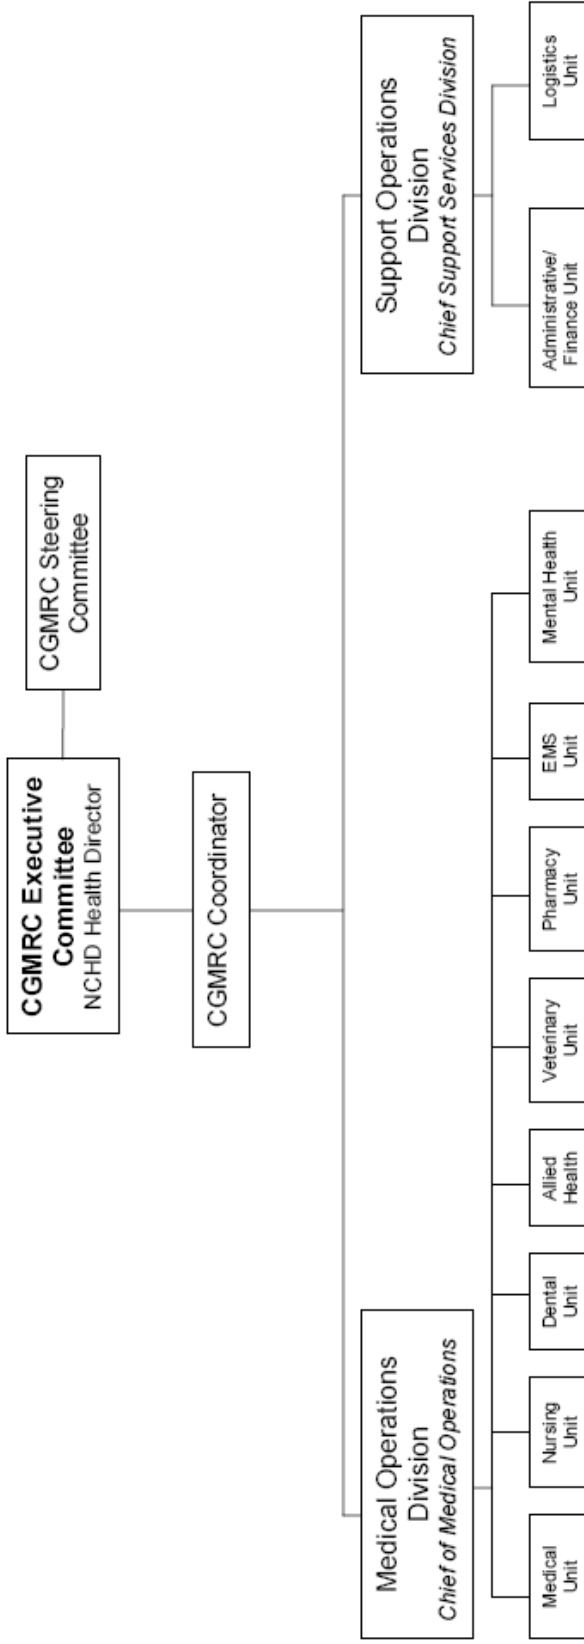 CGMRC Executive
Committee
NCHD Health Director
CGMRC Steering
Committee
CGMRC Coordinator
Medical Operations
Division
Chief of Medical Operations
Support Operations
Division
Chief Support Services Division
Medical
Unit
Nursing
Unit
Dental
Unit
Allied
Health
Veterinary
Unit
Pharmacy
Unit
EMS
Unit
Mental Health
Unit
Administrative/
Finance Unit
Logistics
Unit